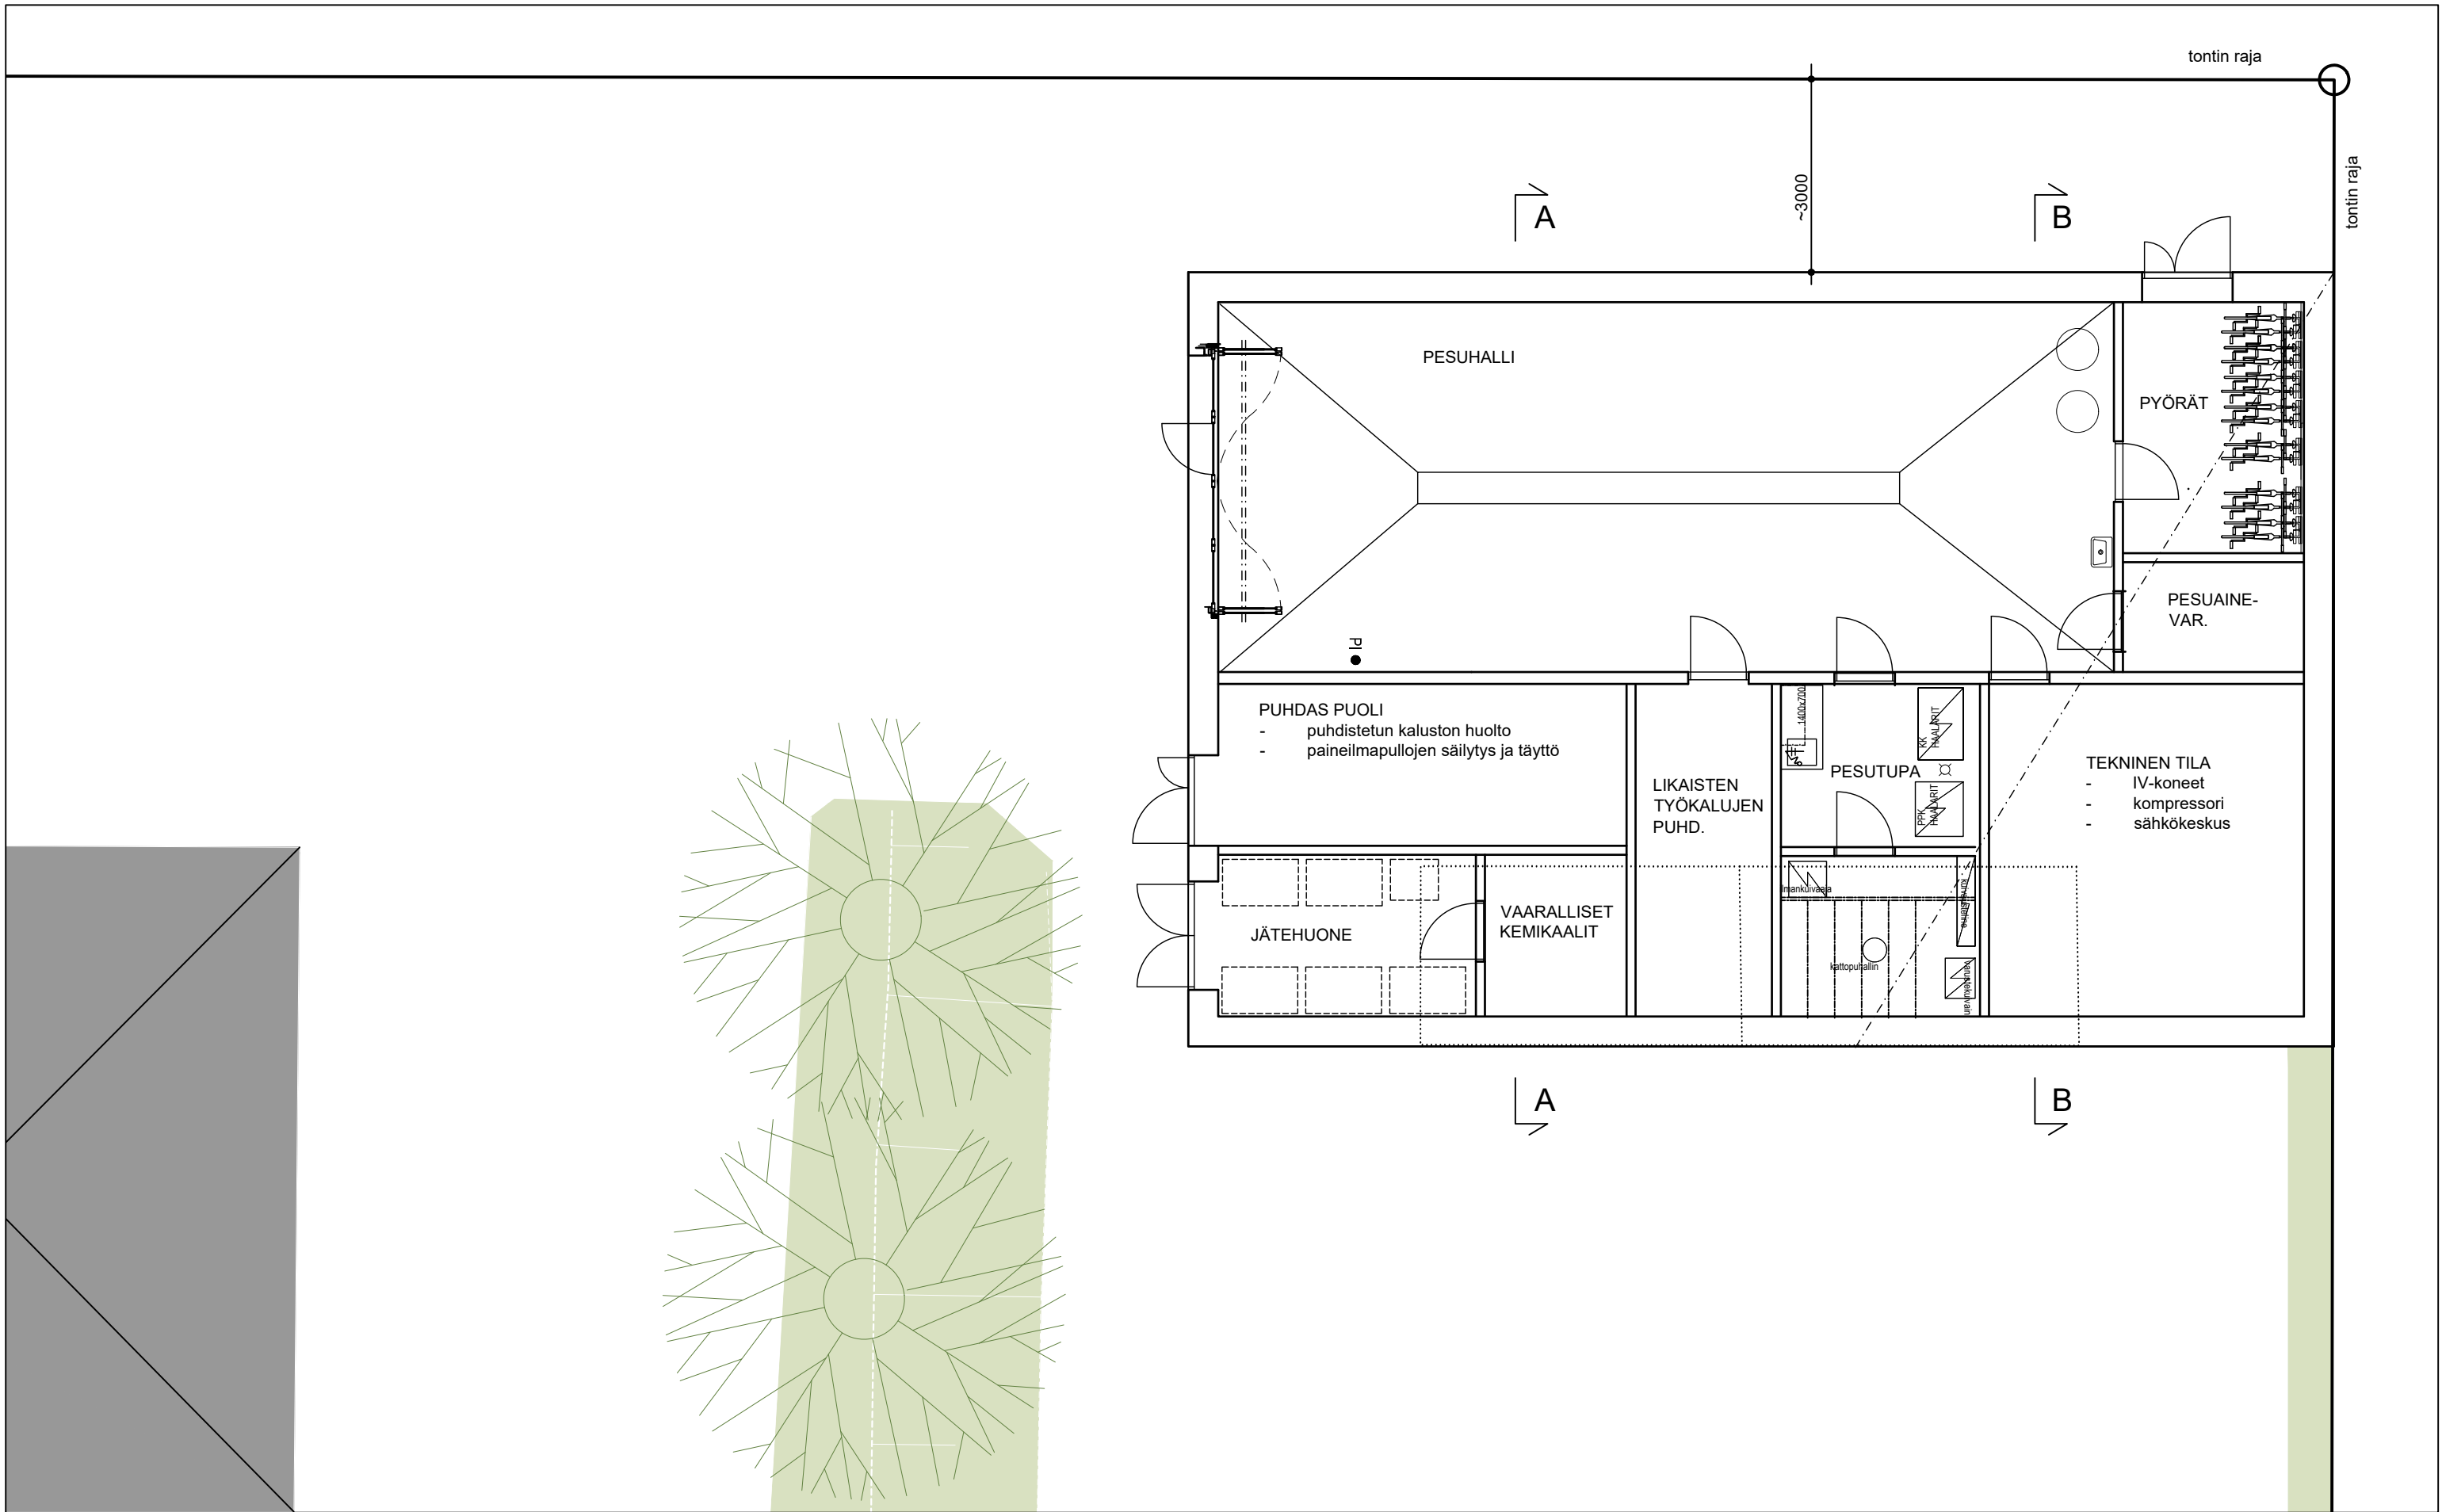 tontin raja
tontin raja
~3000
A
B
PESUHALLI
PYÖRÄT
PESUAINE-
VAR.
PI
PUHDAS PUOLI
- puhdistetun kaluston huolto
- paineilmapullojen säilytys ja täyttö
LIKAISTEN
TYÖKALUJEN
PUHD.
1400x700
KK
HAALARIT
PESUTUPA
PPK
HAALARIT
TEKNINEN TILA
- IV-koneet
- kompressori
- sähkökeskus
JÄTEHUONE
VAARALLISET
KEMIKAALIT
Ilmankuivaaja
kattopuhallin
varustekuivain
A
B